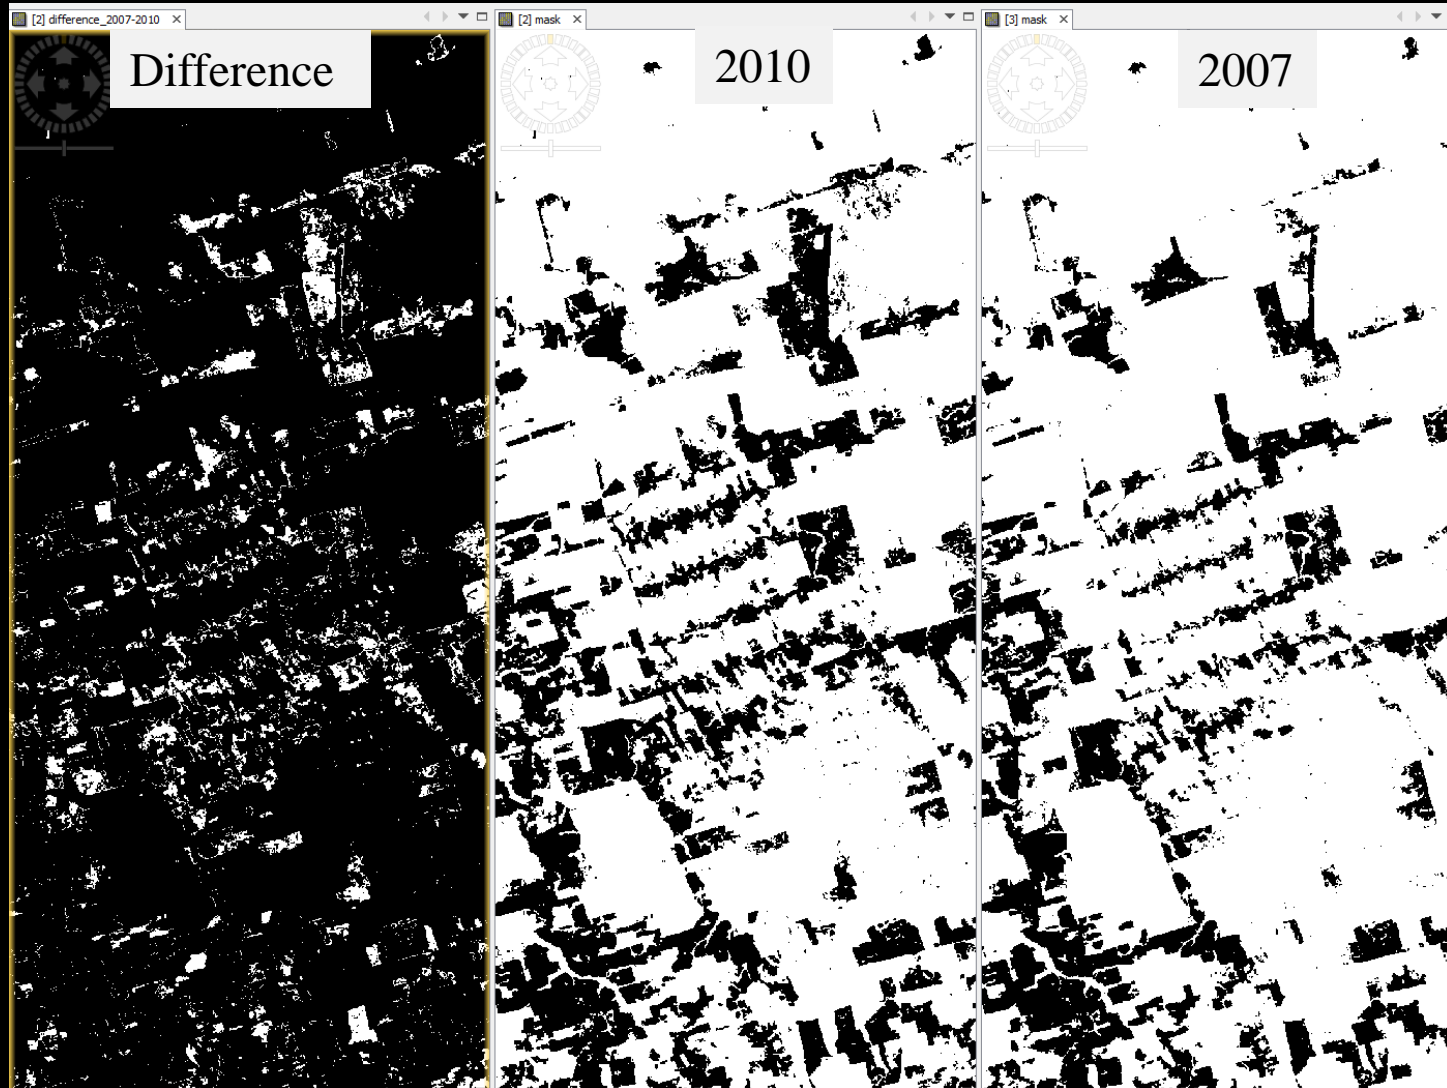 [2] difference_2007-2010
[2] mask
[3] mask
Difference
2010
2007